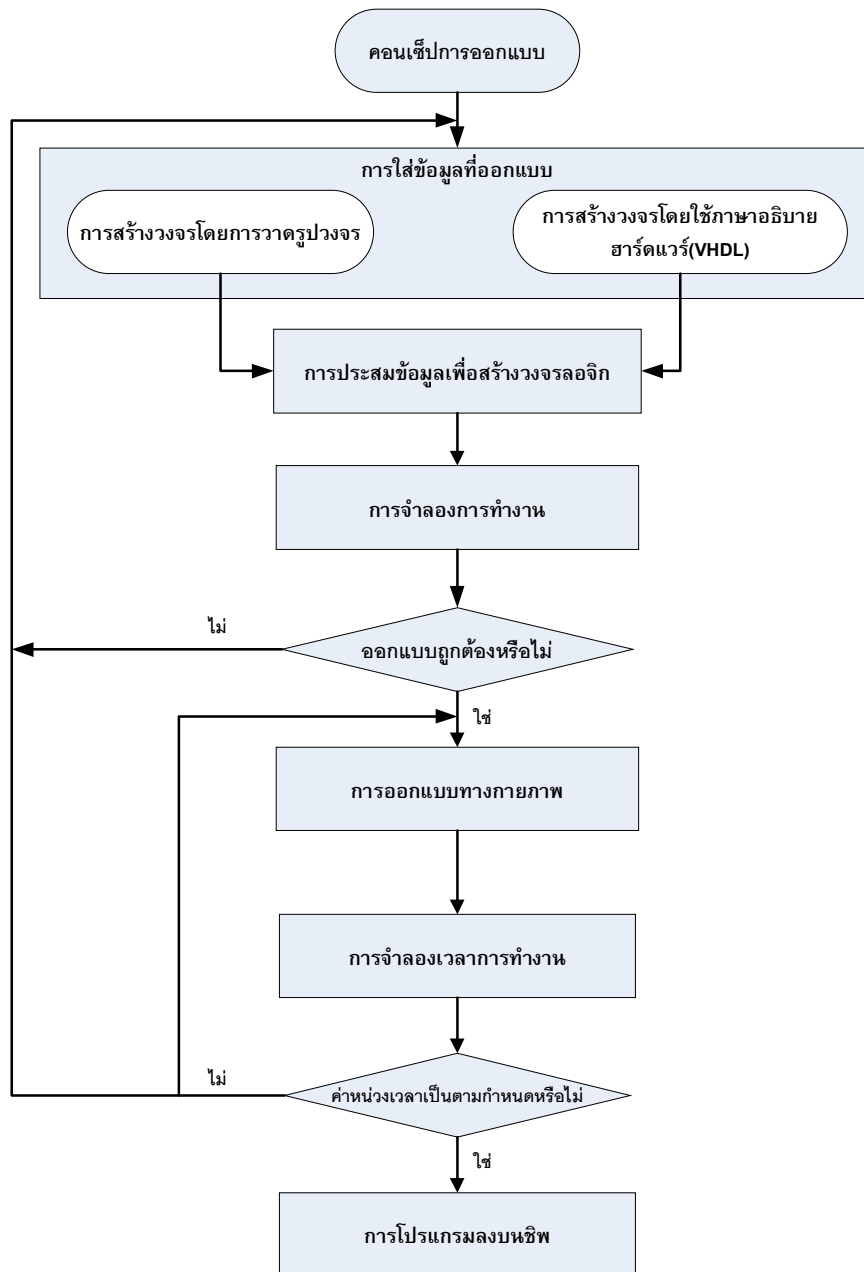 คอนเซ็ปการออกแบบ
การใส่ข้อมูลที่ออกแบบ
การสร้างวงจรโดยการวาดรูปวงจร
การสร้างวงจรโดยใช้ภาษาอธิบาย
ฮาร์ดแวร์(VHDL)
การประสมข้อมูลเพื่อสร้างวงจรลอจิก
การจำลองการทำงาน
ไม่
ออกแบบถูกต้องหรือไม่
ใช่
การออกแบบทางกายภาพ
การจำลองเวลาการทำงาน
ไม่
ค่าหน่วงเวลาเป็นตามกำหนดหรือไม่
ใช่
การโปรแกรมลงบนชิพ